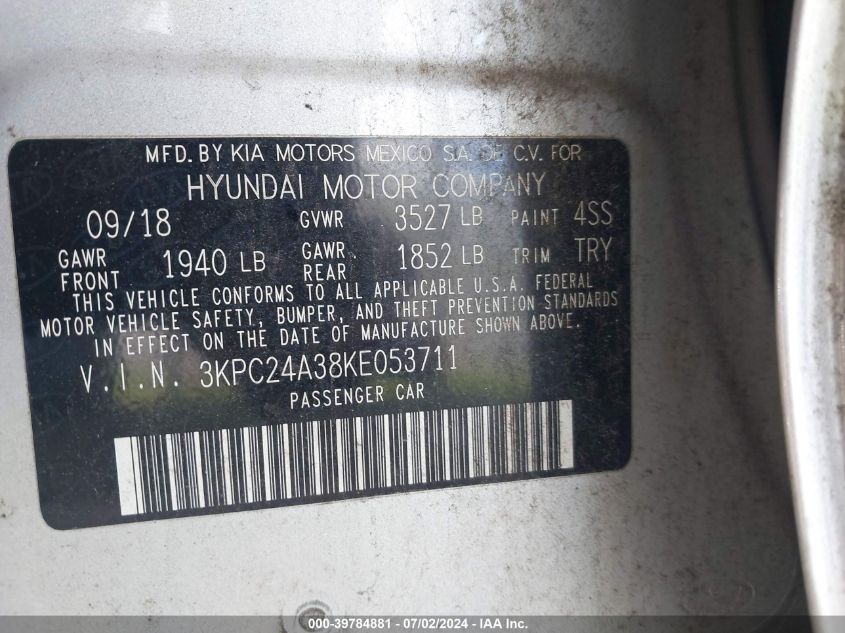 MFD. BY KIA MOTORS MEXICO S.A. DE C.V. FOR
HYUNDAI MOTOR COMPANY
09/18 GVWR 3527 LB PAINT 4SS
GAWR FRONT 1940 LB GAWR REAR 1852 LB TRIM TRY
THIS VEHICLE CONFORMS TO ALL APPLICABLE U.S.A. FEDERAL
MOTOR VEHICLE SAFETY, BUMPER, AND THEFT PREVENTION STANDARDS
IN EFFECT ON THE DATE OF MANUFACTURE SHOWN ABOVE.
V.I.N. 3KPC24A38KE053711
PASSENGER CAR
000-39784881 - 07/02/2024 - IAA, Inc.